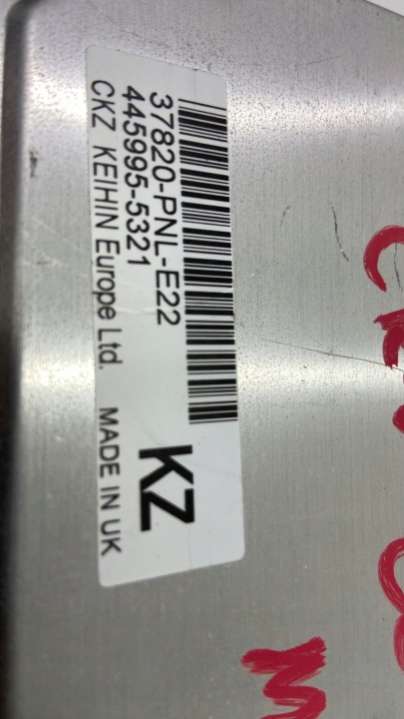 37820-PNL-E22
445995-5321
CKZ KEIHIN Europe Ltd. MADE IN UK
KZ
M